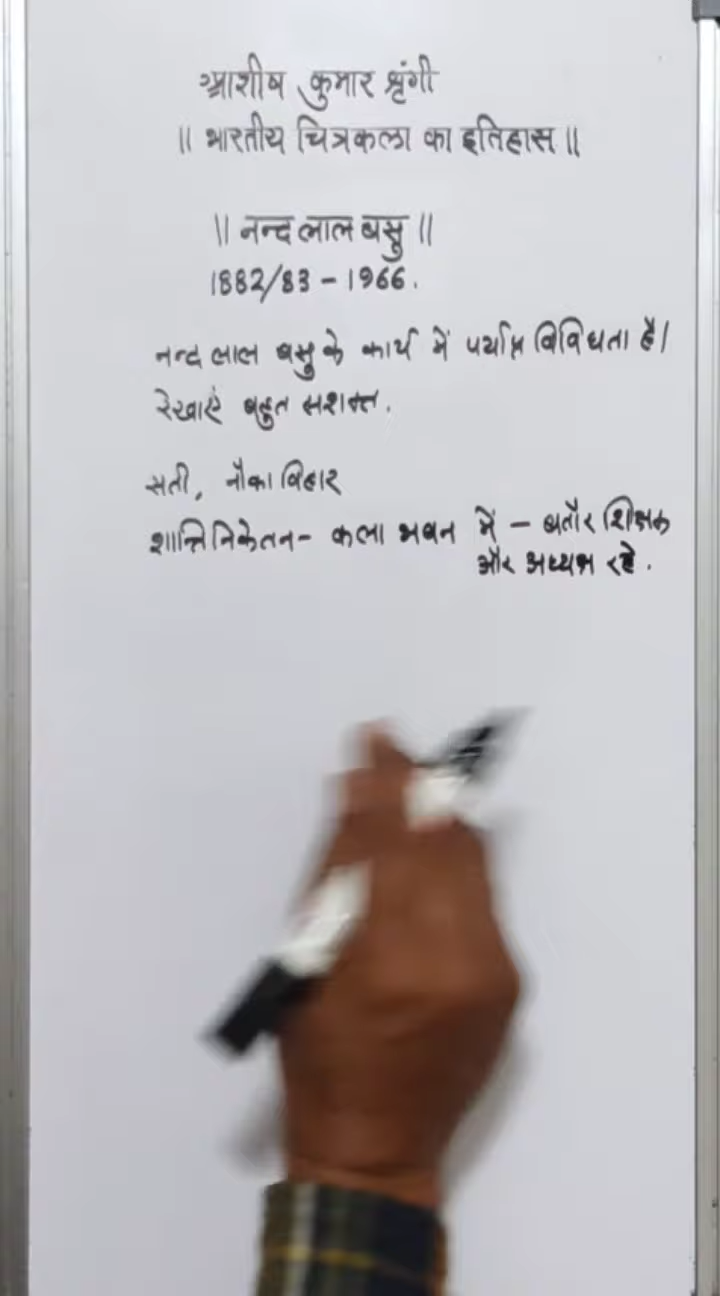 आशीष कुमार श्रृंगी
|| भारतीय चित्रकला का इतिहास ||
|| नन्द लाल बसु ||
1882/83 - 1966.
नन्द लाल बसु के कार्य में पर्याप्त विविधता है।
रेखाएं बहुत सशक्त.
सती, नौका विहार
शान्तिनिकेतन - कला भवन में - बतौर शिक्षक
और अध्यक्ष रहे.